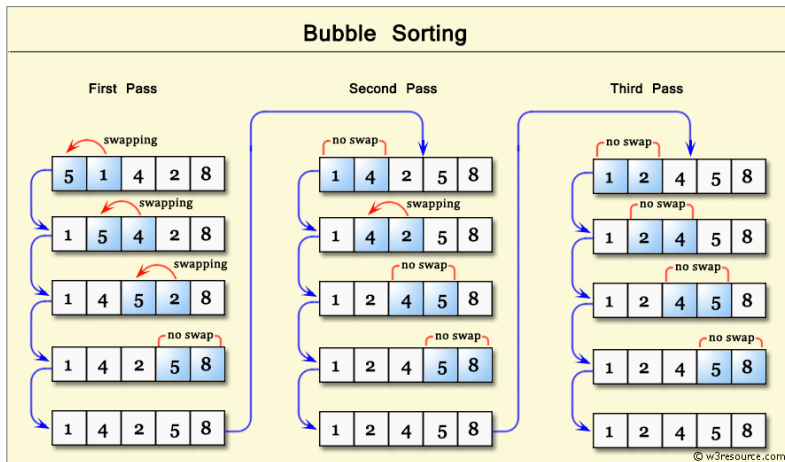 Bubble Sorting
First Pass
swapping
5 1 4 2 8
swapping
1 5 4 2 8
swapping
1 4 5 2 8
no swap
1 4 2 5 8
1 4 2 5 8
Second Pass
no swap
1 4 2 5 8
swapping
1 4 2 5 8
no swap
1 2 4 5 8
no swap
1 2 4 5 8
1 2 4 5 8
Third Pass
no swap
1 2 4 5 8
no swap
1 2 4 5 8
no swap
1 2 4 5 8
no swap
1 2 4 5 8
1 2 4 5 8
© w3resource.com